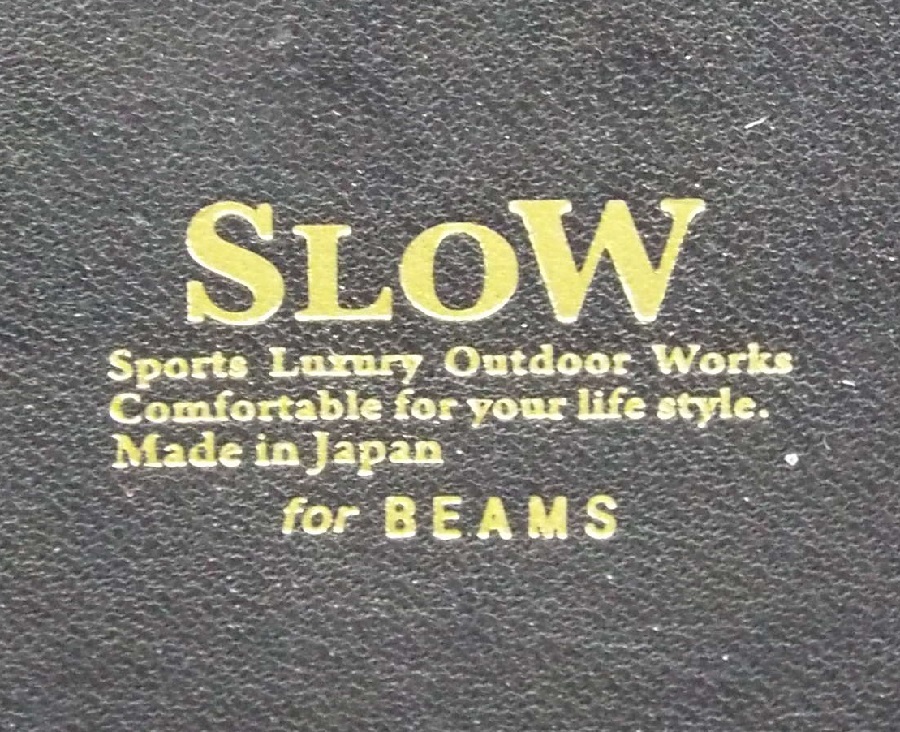 SLOW
Sports Luxury Outdoor Works
Comfortable for your life style.
Made in Japan
for BEAMS